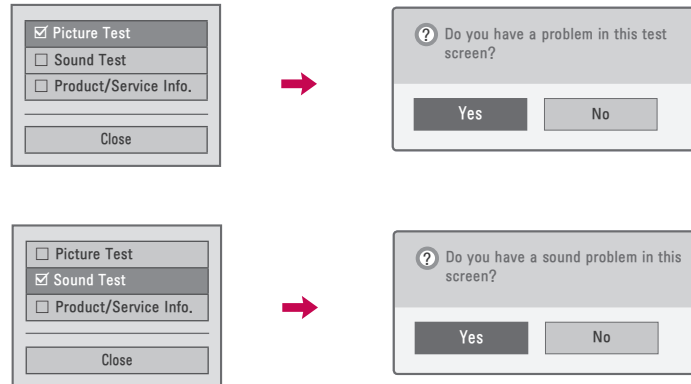 Picture Test
Sound Test
Product/Service Info.
Close
Do you have a problem in this test
screen?
Yes
No
Picture Test
Sound Test
Product/Service Info.
Close
Do you have a sound problem in this
screen?
Yes
No